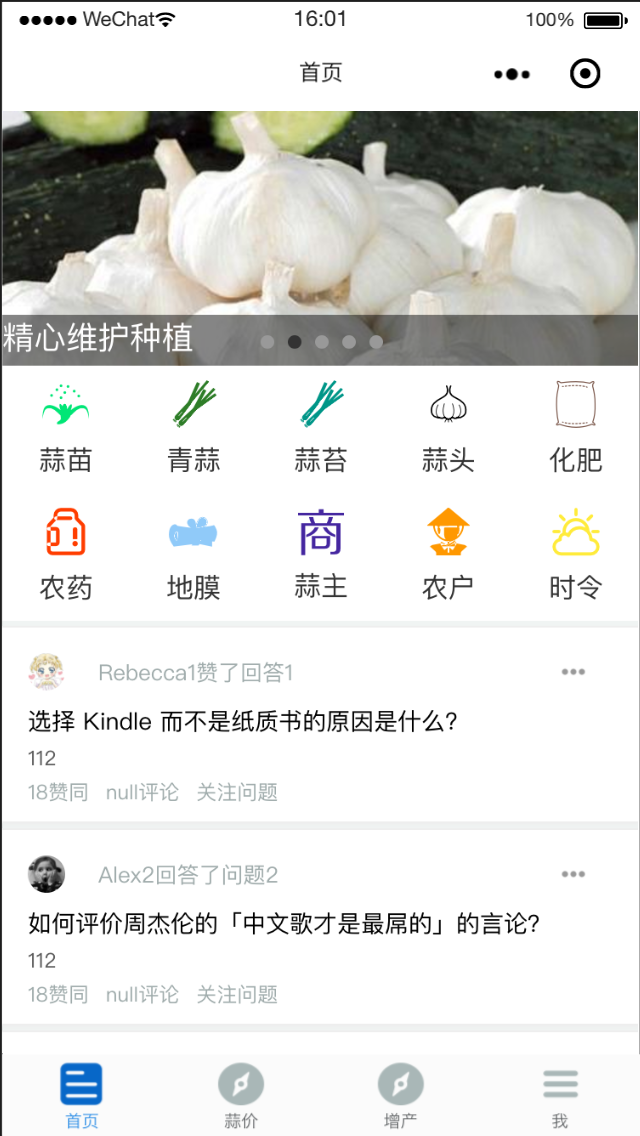 WeChat 16:01 100%
首页
精心维护种植
蒜苗 青蒜 蒜苔 蒜头 化肥
商
农药 地膜 蒜主 农户 时令
Rebecca1赞了回答1
选择 Kindle 而不是纸质书的原因是什么?
112
18赞同 null评论 关注问题
Alex2回答了问题2
如何评价周杰伦的「中文歌才是最屌的」的言论?
112
18赞同 null评论 关注问题
首页 蒜价 增产 我